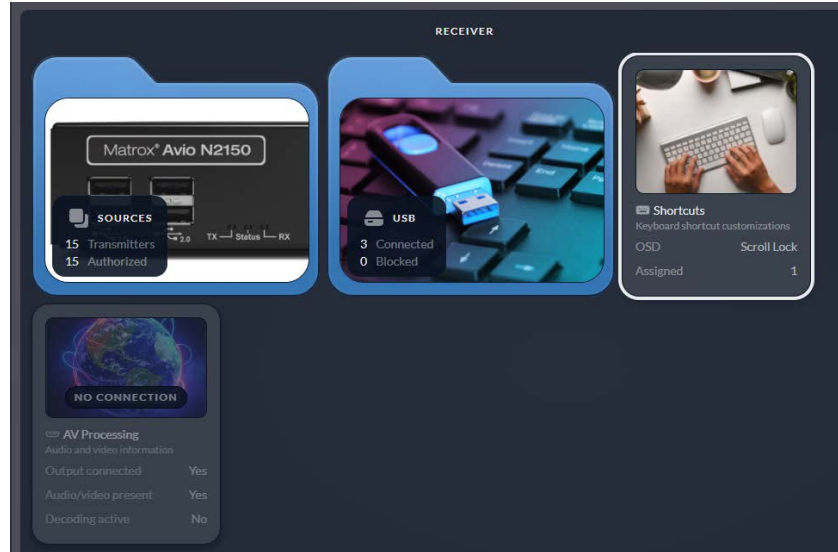 RECEIVER
Matrox® Avio N2150
SOURCES
15 Transmitters
15 Authorized
2.0
TX Status RX
USB
3 Connected
0 Blocked
Delete
End
Shortcuts
Keyboard shortcut customizations
OSD Scroll Lock
Assigned 1
NO CONNECTION
AV Processing
Audio and video information
Output connected Yes
Audio/video present Yes
Decoding active No